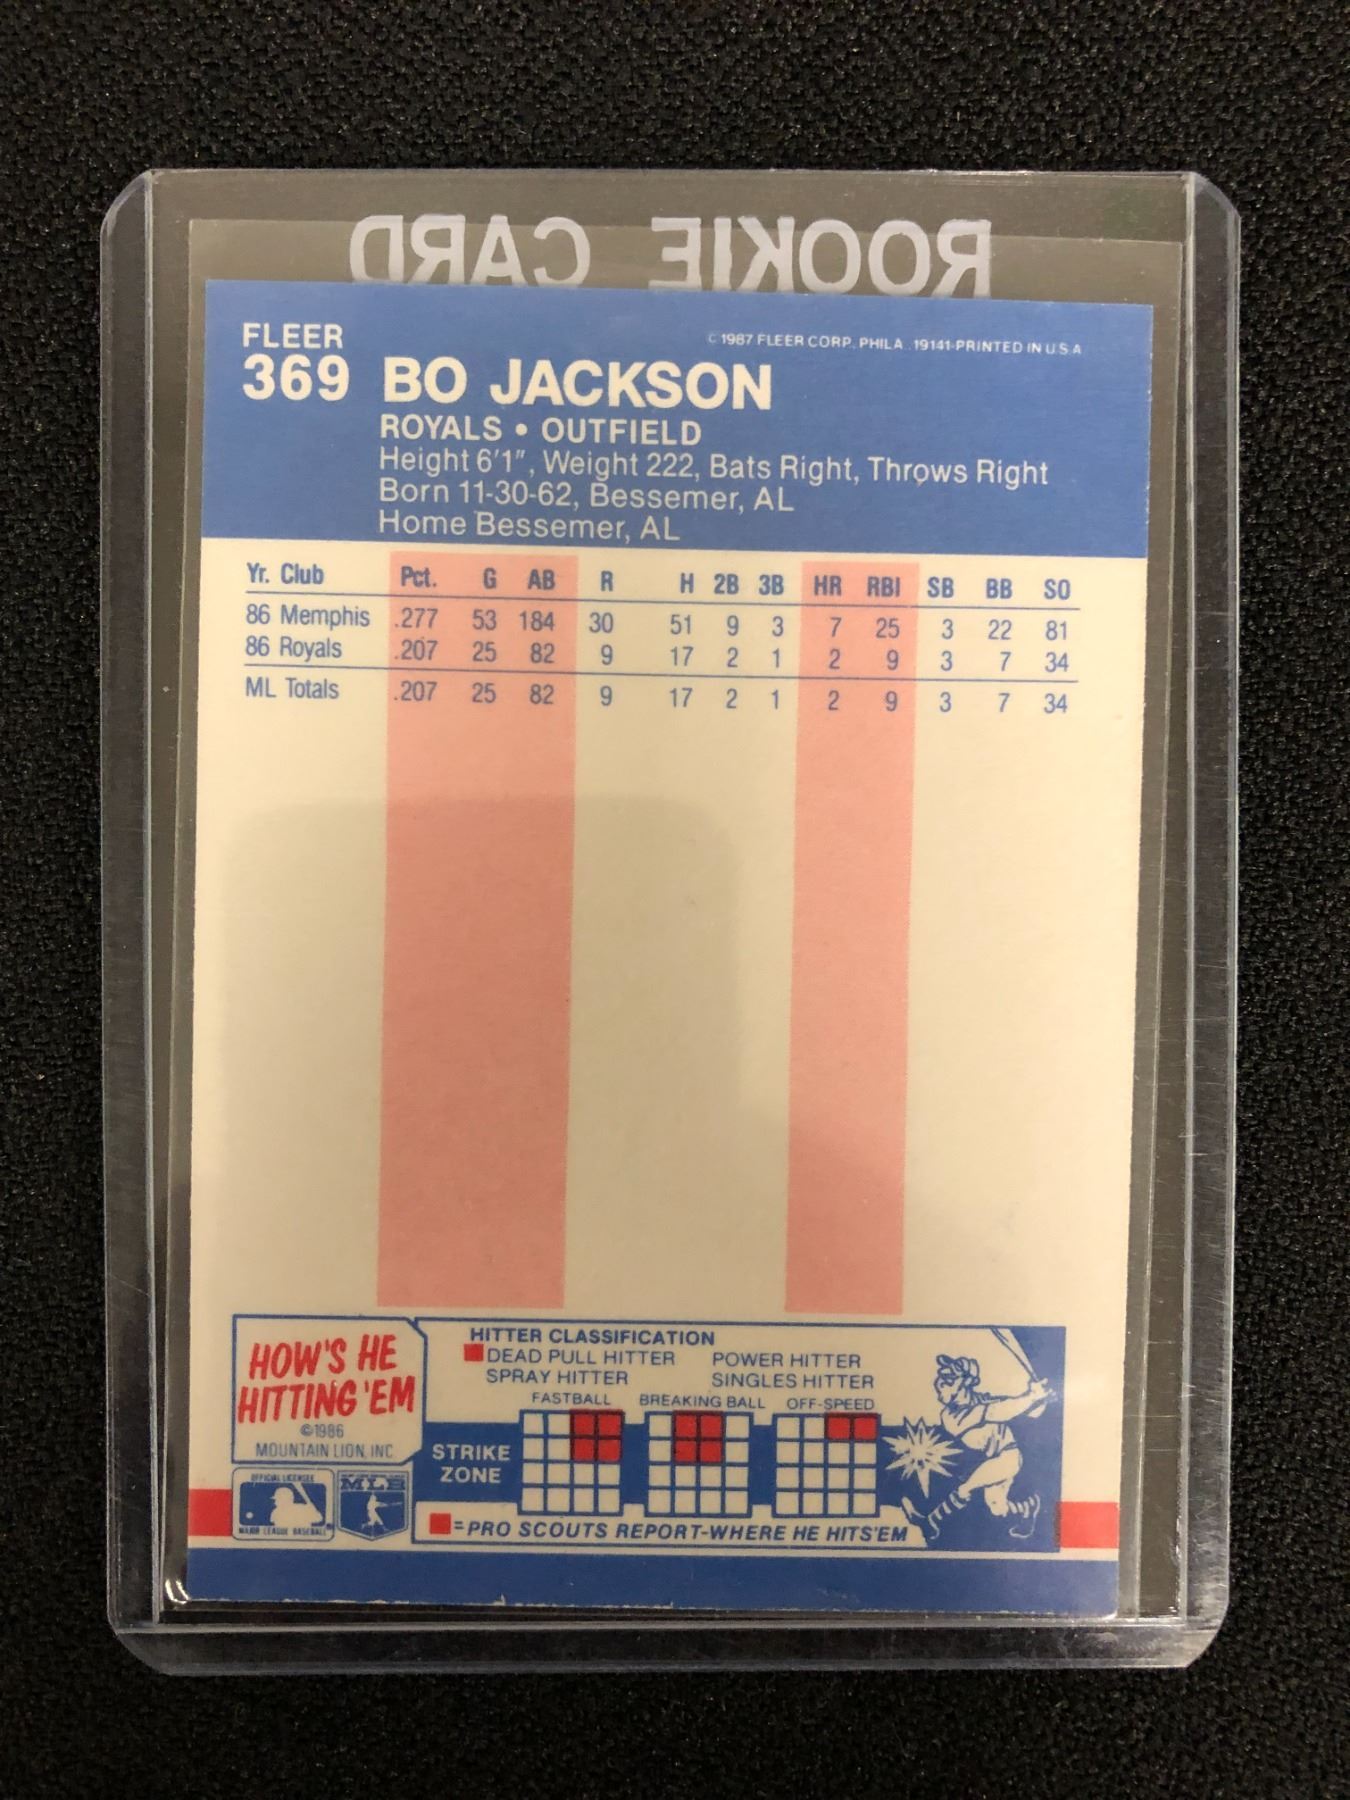 ROOKIE CARD
FLEER
© 1987 FLEER CORP. PHILA. 19141-PRINTED IN U.S.A
369 BO JACKSON
ROYALS • OUTFIELD
Height 6'1", Weight 222, Bats Right, Throws Right
Born 11-30-62, Bessemer, AL
Home Bessemer, AL
Yr. Club Pct. G AB R H 2B 3B HR RBI SB BB SO
86 Memphis .277 53 184 30 51 9 3 7 25 3 22 81
86 Royals .207 25 82 9 17 2 1 2 9 3 7 34
ML Totals .207 25 82 9 17 2 1 2 9 3 7 34
HOW'S HE
HITTING 'EM
©1986
MOUNTAIN LION, INC.
OFFICIAL LICENSEE
MAJOR LEAGUE BASEBALL
MLB
HITTER CLASSIFICATION
DEAD PULL HITTER POWER HITTER
SPRAY HITTER SINGLES HITTER
FASTBALL BREAKING BALL OFF-SPEED
STRIKE
ZONE
=PRO SCOUTS REPORT-WHERE HE HITS'EM